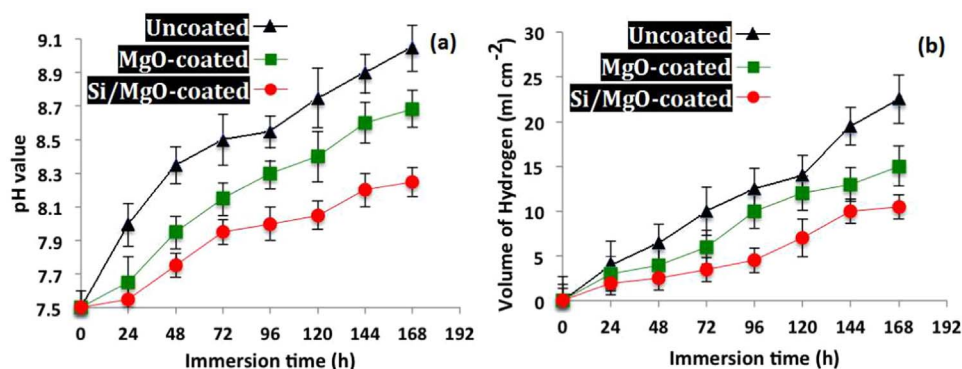 (a)
Uncoated
MgO-coated
Si/MgO-coated
pH value
9.1
8.9
8.7
8.5
8.3
8.1
7.9
7.7
7.5
0 24 48 72 96 120 144 168 192
Immersion time (h)
(b)
Uncoated
MgO-coated
Si/MgO-coated
Volume of Hydrogen (ml cm⁻²)
30
25
20
15
10
5
0
0 24 48 72 96 120 144 168 192
Immersion time (h)